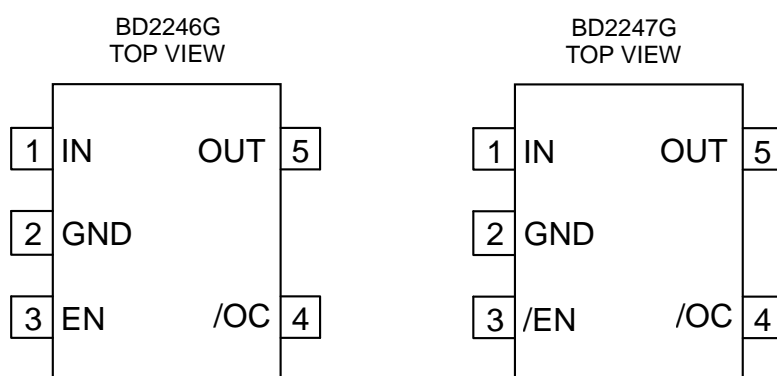 BD2246G
TOP VIEW
1 IN OUT 5
2 GND
3 EN /OC 4
BD2247G
TOP VIEW
1 IN OUT 5
2 GND
3 /EN /OC 4